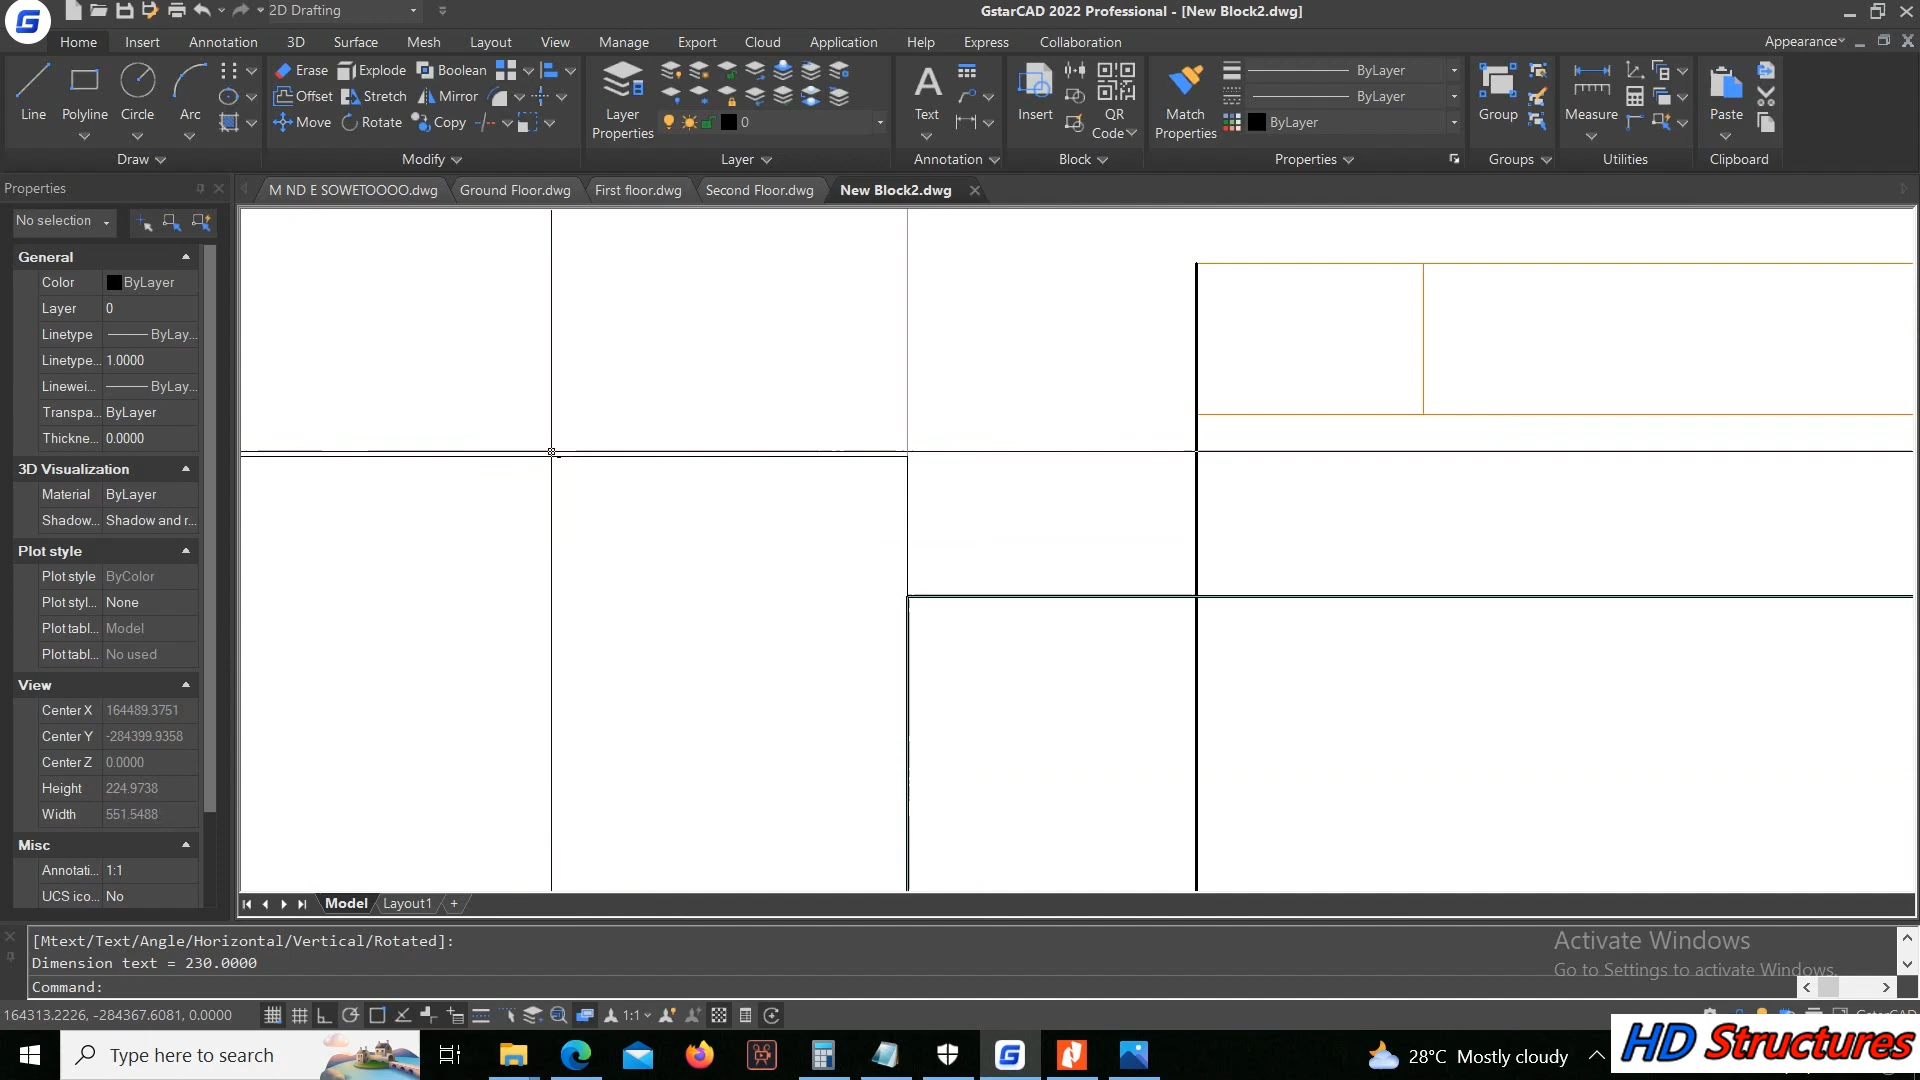 2D Drafting
GstarCAD 2022 Professional - [New Block2.dwg]
Home Insert Annotation 3D Surface Mesh Layout View Manage Export Cloud Application Help Express Collaboration Appearance
Line Polyline Circle Arc
Erase Explode Boolean
Offset Stretch Mirror
Move Rotate Copy
Layer Properties
0
Text
Insert
QR Code
Match Properties
ByLayer
ByLayer
ByLayer
Group
Measure
Paste
Draw Modify Layer Annotation Block Properties Groups Utilities Clipboard
Properties
M ND E SOWETOOOO.dwg Ground Floor.dwg First floor.dwg Second Floor.dwg New Block2.dwg
No selection
General
Color ByLayer
Layer 0
Linetype ByLay...
Linetype... 1.0000
Linewei... ByLay...
Transpa... ByLayer
Thickne... 0.0000
3D Visualization
Material ByLayer
Shadow... Shadow and r...
Plot style
Plot style ByColor
Plot styl... None
Plot tabl... Model
Plot tabl... No used
View
Center X 164489.3751
Center Y -284399.9358
Center Z 0.0000
Height 224.9738
Width 551.5488
Misc
Annotati... 1:1
UCS ico... No
Model Layout1 +
[Mtext/Text/Angle/Horizontal/Vertical/Rotated]:
Dimension text = 230.0000
Command:
Activate Windows
Go to Settings to activate Windows.
164313.2226, -284367.6081, 0.0000
1:1
Type here to search
28°C Mostly cloudy
HD Structures